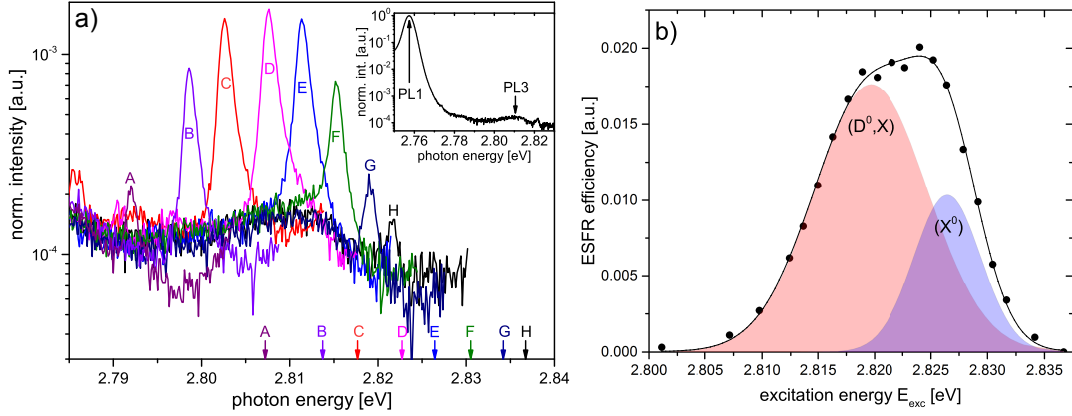 a)
10⁻³
10⁻⁴
norm. intensity [a.u.]
A
B
C
D
E
F
G
H
A B C D E F G H
2.79 2.80 2.81 2.82 2.83 2.84
photon energy [eV]
10⁰
10⁻¹
10⁻²
10⁻³
10⁻⁴
norm. int. [a.u.]
PL1
PL3
2.76 2.78 2.80 2.82
photon energy [eV]
b)
0.020
0.015
0.010
0.005
0.000
ESFR efficiency [a.u.]
(D⁰,X)
(X⁰)
2.800 2.805 2.810 2.815 2.820 2.825 2.830 2.835
excitation energy E_exc [eV]